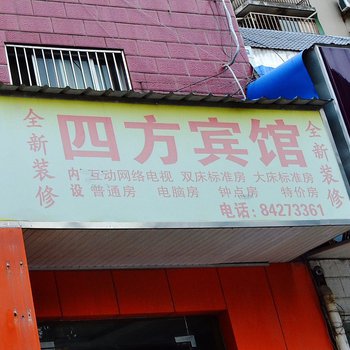 全新装修
四方宾馆
全新装修
内设
互动网络电视 双床标准房 大床标准房
普通房 电脑房 钟点房 特价房
电话:84273361